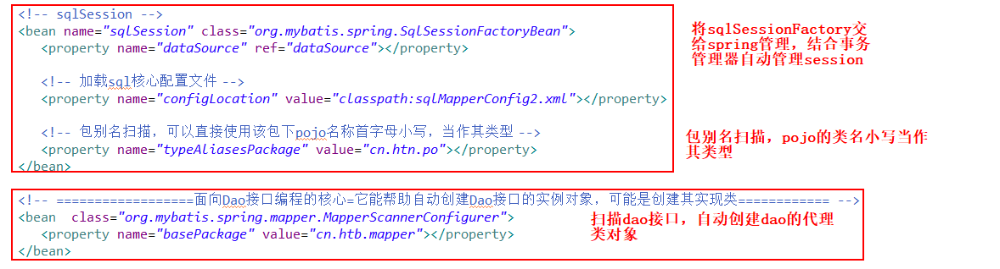 <!-- sqlSession -->
<bean name="sqlSession" class="org.mybatis.spring.SqlSessionFactoryBean">
<property name="dataSource" ref="dataSource"></property>
将sqlSessionFactory交
给spring管理，结合事务
管理器自动管理session
<!-- 加载sql核心配置文件 -->
<property name="configLocation" value="classpath:sqlMapperConfig2.xml"></property>
<!-- 包别名扫描，可以直接使用该包下pojo名称首字母小写，当作其类型 -->
<property name="typeAliasesPackage" value="cn.htn.po"></property>
</bean>
包别名扫描，pojo的类名小写当作
其类型
<!-- ==================面向Dao接口编程的核心=它能帮助自动创建Dao接口的实例对象，可能是创建其实现类============ -->
<bean  class="org.mybatis.spring.mapper.MapperScannerConfigurer">
<property name="basePackage" value="cn.htb.mapper"></property>
</bean>
扫描dao接口，自动创建dao的代理
类对象